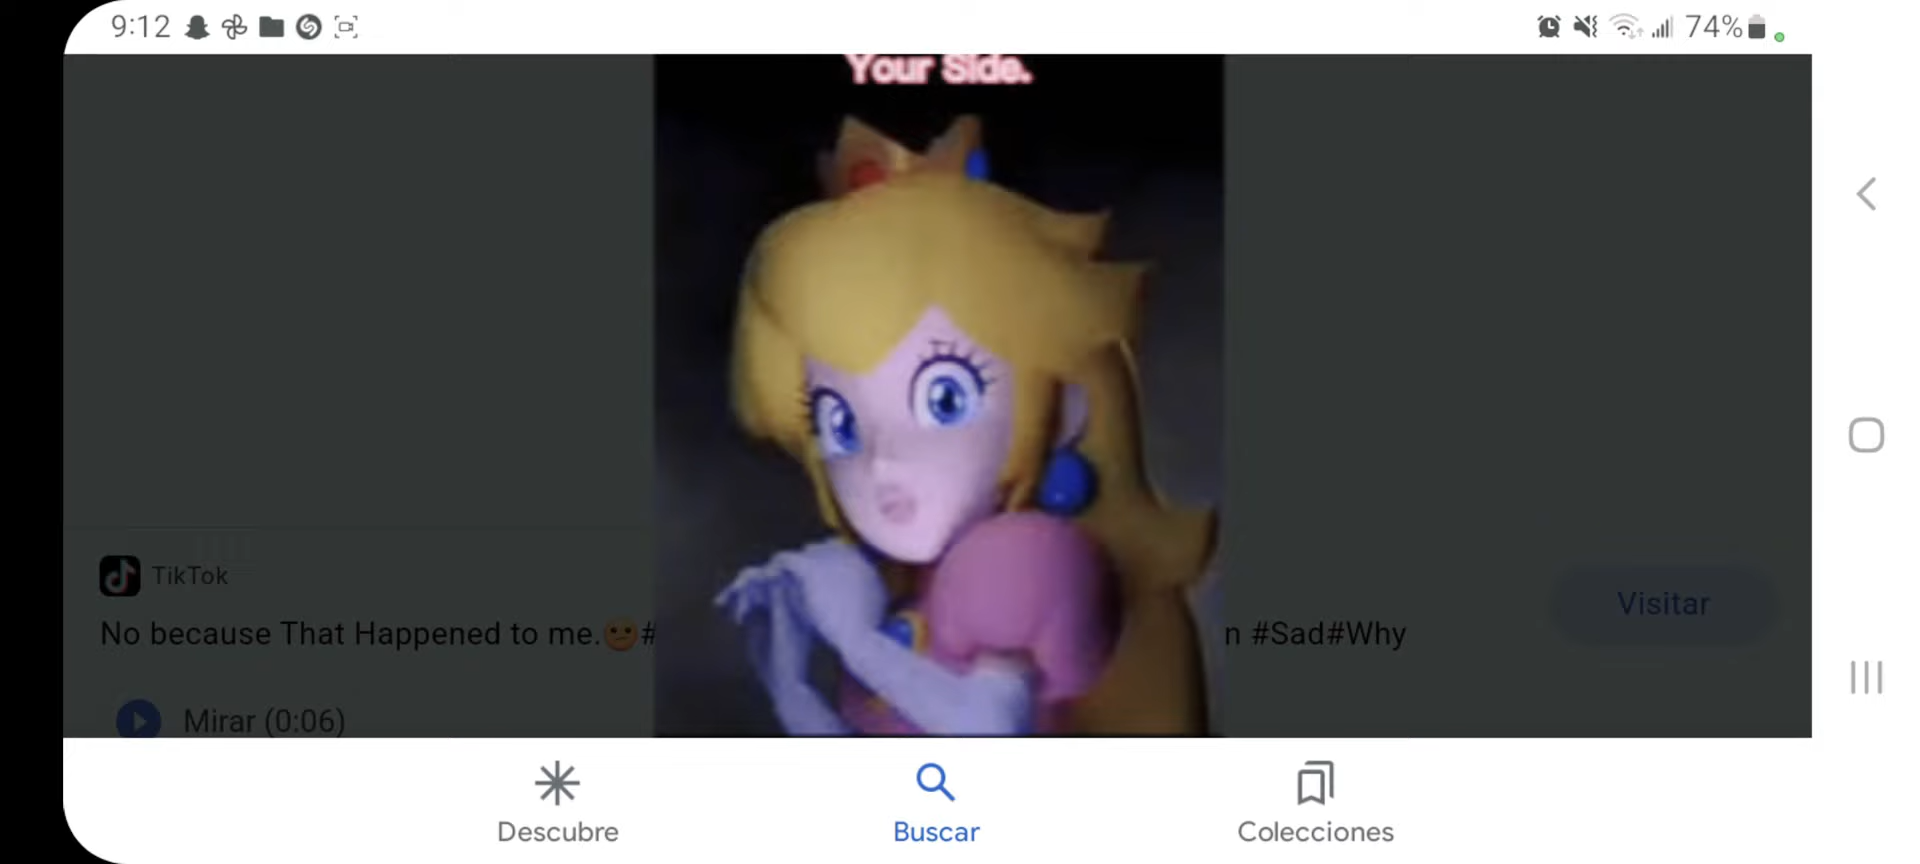 9:12
74%
Your Side.
TikTok
No because That Happened to me.😕#
n #Sad#Why
Visitar
Mirar (0:06)
Descubre
Buscar
Colecciones